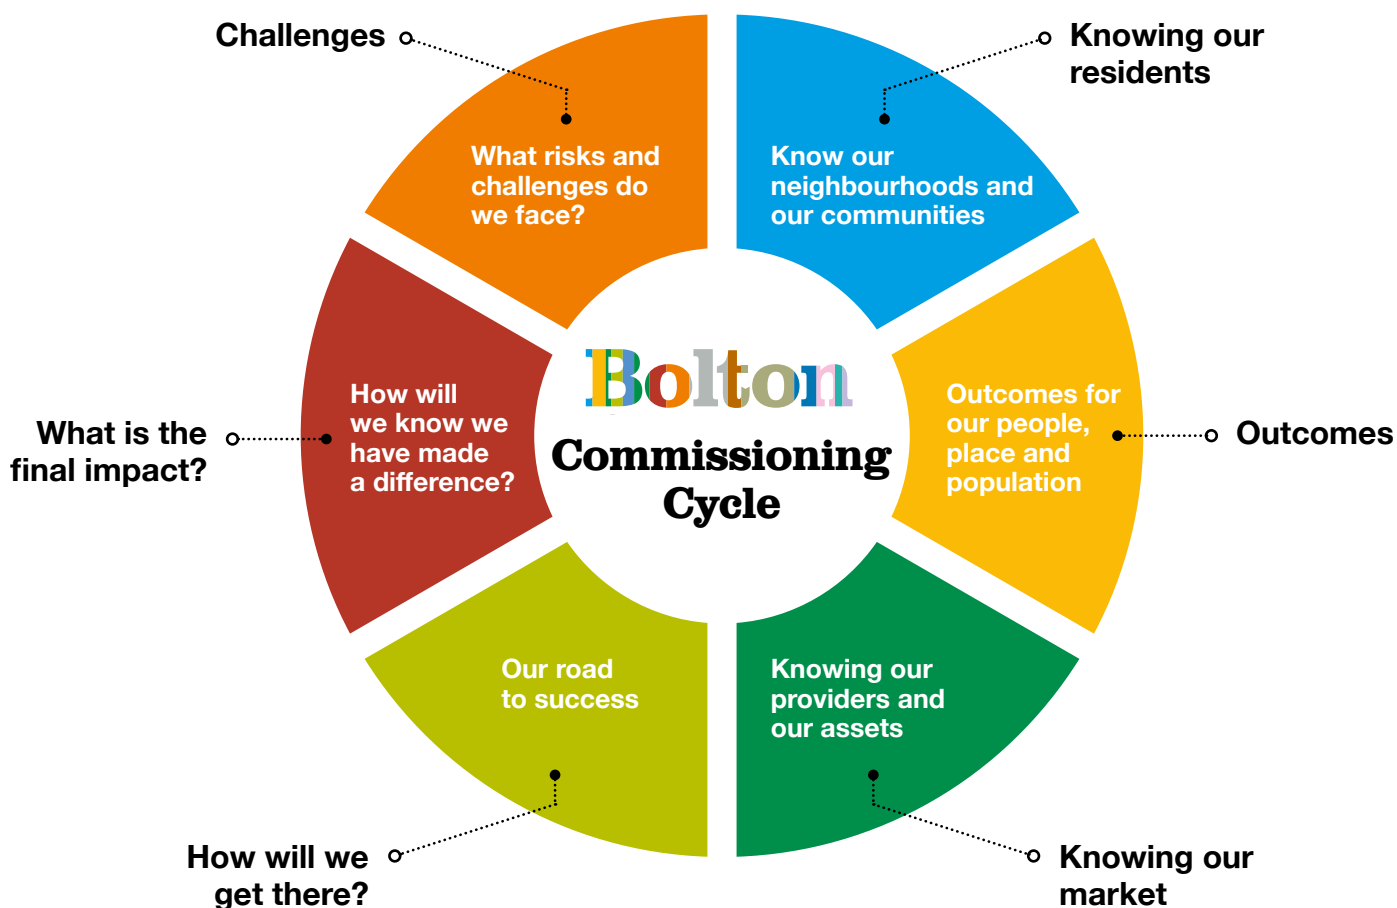 Challenges
Knowing our
residents
What risks and
challenges do
we face?
Know our
neighbourhoods and
our communities
How will
we know we
have made
a difference?
Bolton
Commissioning
Cycle
Outcomes for
our people,
place and
population
What is the
final impact?
Outcomes
Our road
to success
Knowing our
providers and
our assets
How will we
get there?
Knowing our
market